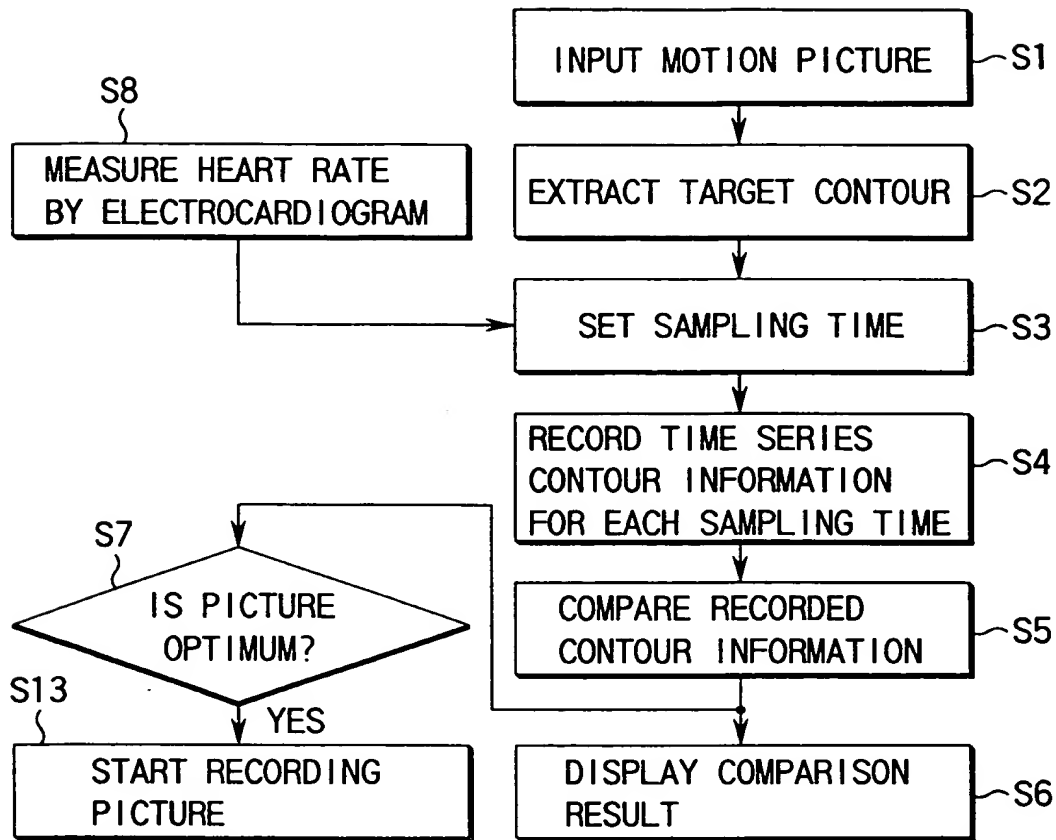 INPUT MOTION PICTURE
S1
S8
MEASURE HEART RATE
BY ELECTROCARDIOGRAM
EXTRACT TARGET CONTOUR
S2
SET SAMPLING TIME
S3
RECORD TIME SERIES
CONTOUR INFORMATION
FOR EACH SAMPLING TIME
S4
S7
IS PICTURE
OPTIMUM?
COMPARE RECORDED
CONTOUR INFORMATION
S5
S13
YES
START RECORDING
PICTURE
DISPLAY COMPARISON
RESULT
S6